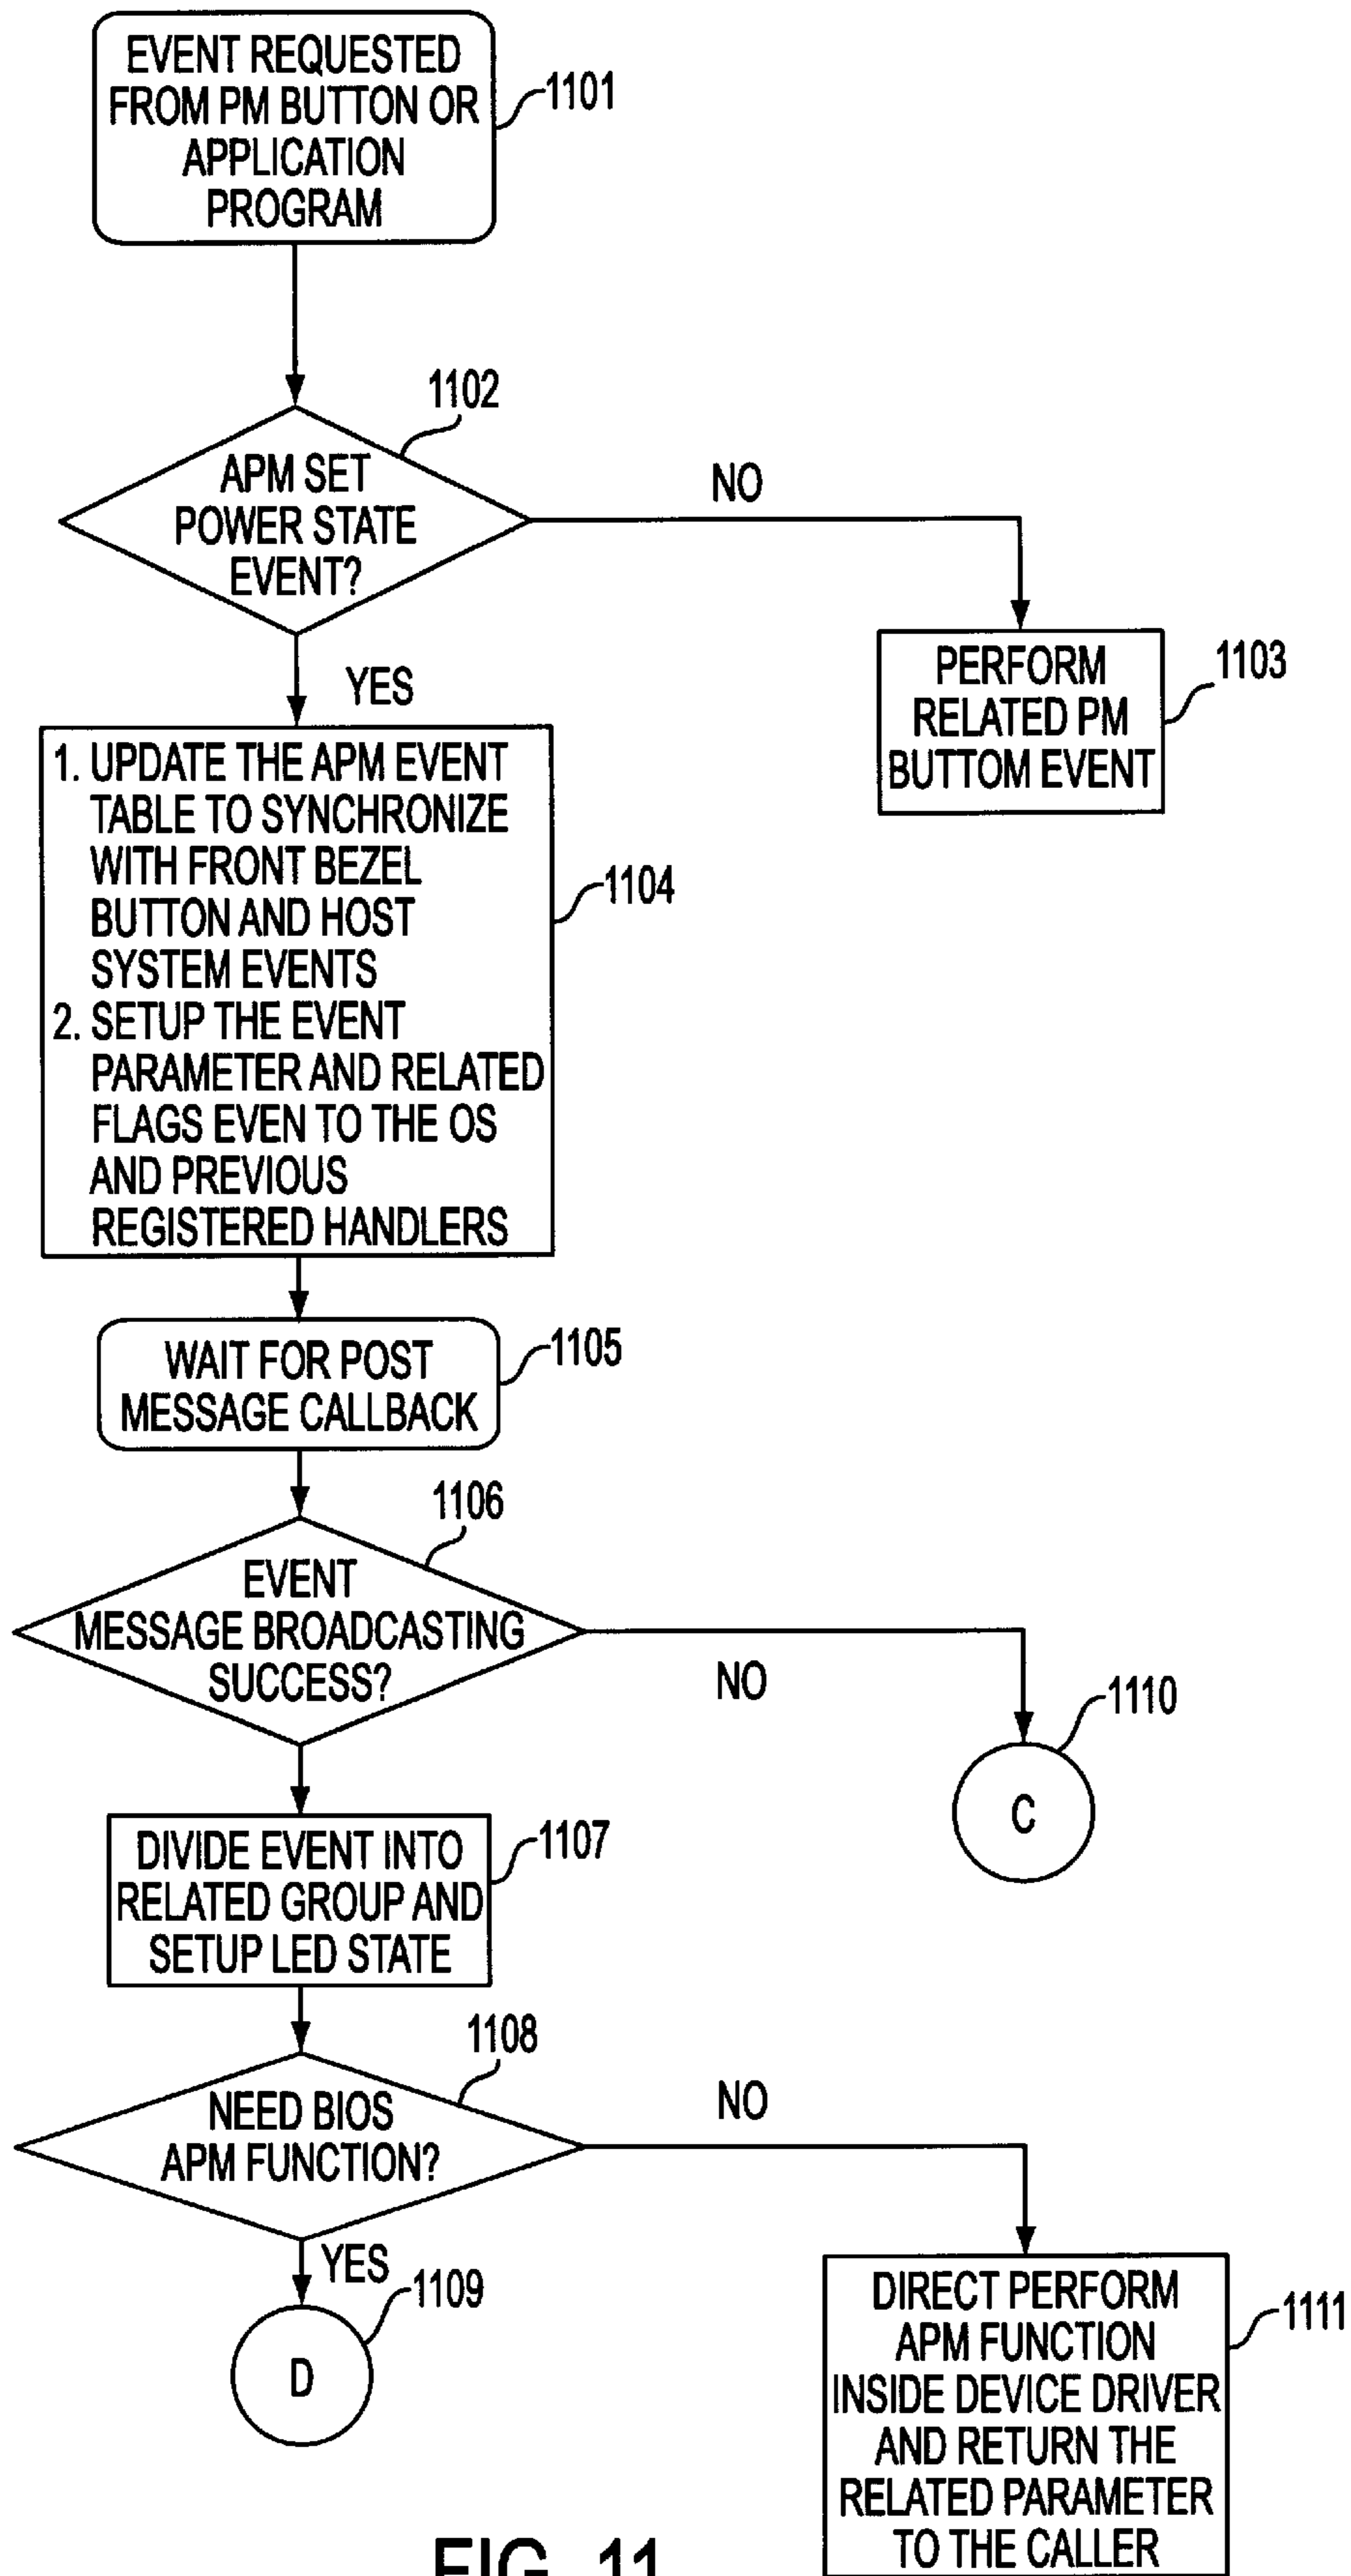 EVENT REQUESTED
FROM PM BUTTON OR
APPLICATION
PROGRAM
1101
1102
APM SET
POWER STATE
EVENT?
NO
YES
PERFORM
RELATED PM
BUTTOM EVENT
1103
1. UPDATE THE APM EVENT
TABLE TO SYNCHRONIZE
WITH FRONT BEZEL
BUTTON AND HOST
SYSTEM EVENTS
2. SETUP THE EVENT
PARAMETER AND RELATED
FLAGS EVEN TO THE OS
AND PREVIOUS
REGISTERED HANDLERS
1104
WAIT FOR POST
MESSAGE CALLBACK
1105
1106
EVENT
MESSAGE BROADCASTING
SUCCESS?
NO
1110
C
DIVIDE EVENT INTO
RELATED GROUP AND
SETUP LED STATE
1107
1108
NEED BIOS
APM FUNCTION?
NO
YES
1109
D
DIRECT PERFORM
APM FUNCTION
INSIDE DEVICE DRIVER
AND RETURN THE
RELATED PARAMETER
TO THE CALLER
1111
FIG. 11